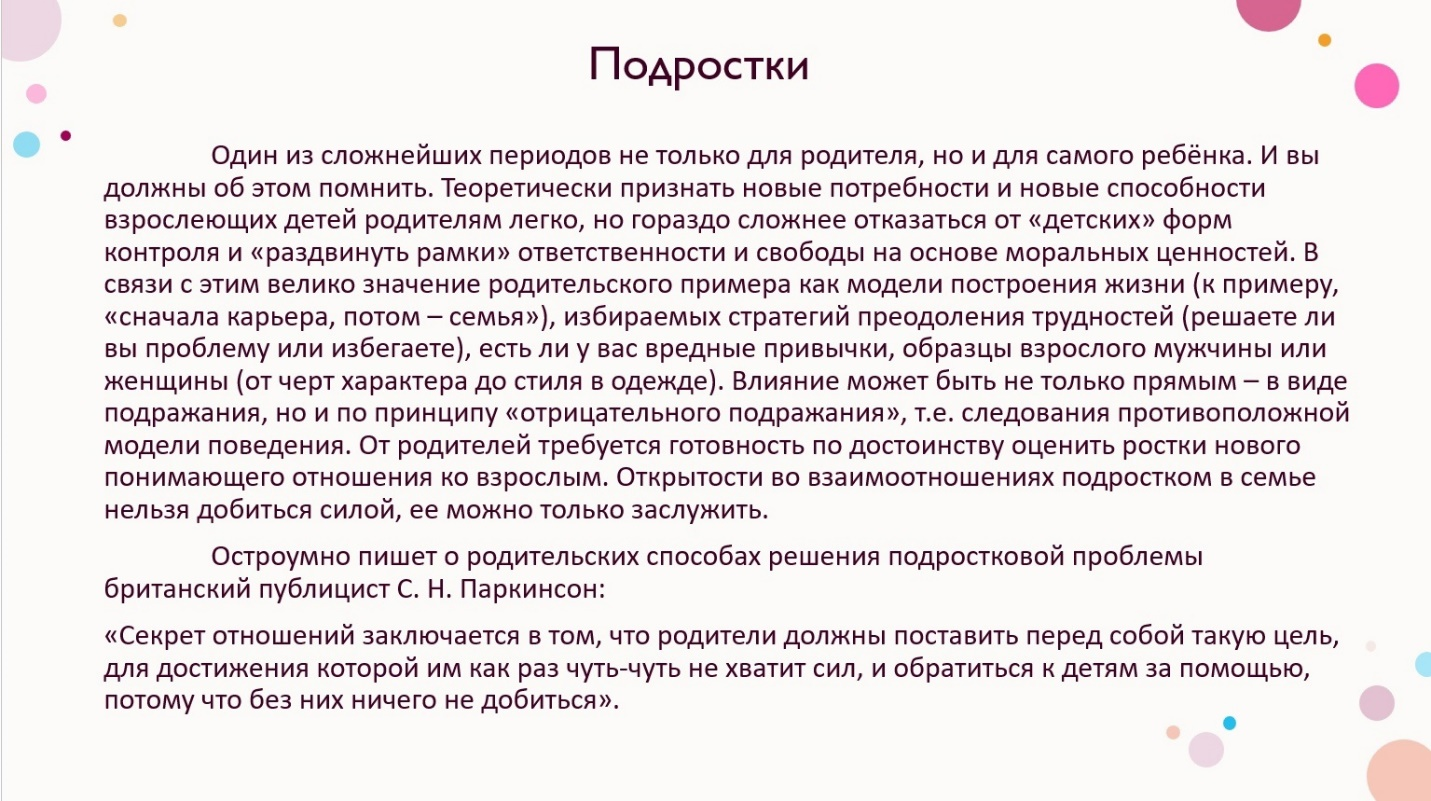 Подростки
Один из сложнейших периодов не только для родителя, но и для самого ребёнка. И вы
должны об этом помнить. Теоретически признать новые потребности и новые способности
взрослеющих детей родителям легко, но гораздо сложнее отказаться от «детских» форм
контроля и «раздвинуть рамки» ответственности и свободы на основе моральных ценностей. В
связи с этим велико значение родительского примера как модели построения жизни (к примеру,
«сначала карьера, потом – семья»), избираемых стратегий преодоления трудностей (решаете ли
вы проблему или избегаете), есть ли у вас вредные привычки, образцы взрослого мужчины или
женщины (от черт характера до стиля в одежде). Влияние может быть не только прямым – в виде
подражания, но и по принципу «отрицательного подражания», т.е. следования противоположной
модели поведения. От родителей требуется готовность по достоинству оценить ростки нового
понимающего отношения ко взрослым. Открытости во взаимоотношениях подростком в семье
нельзя добиться силой, ее можно только заслужить.
Остроумно пишет о родительских способах решения подростковой проблемы
британский публицист С. Н. Паркинсон:
«Секрет отношений заключается в том, что родители должны поставить перед собой такую цель,
для достижения которой им как раз чуть-чуть не хватит сил, и обратиться к детям за помощью,
потому что без них ничего не добиться».